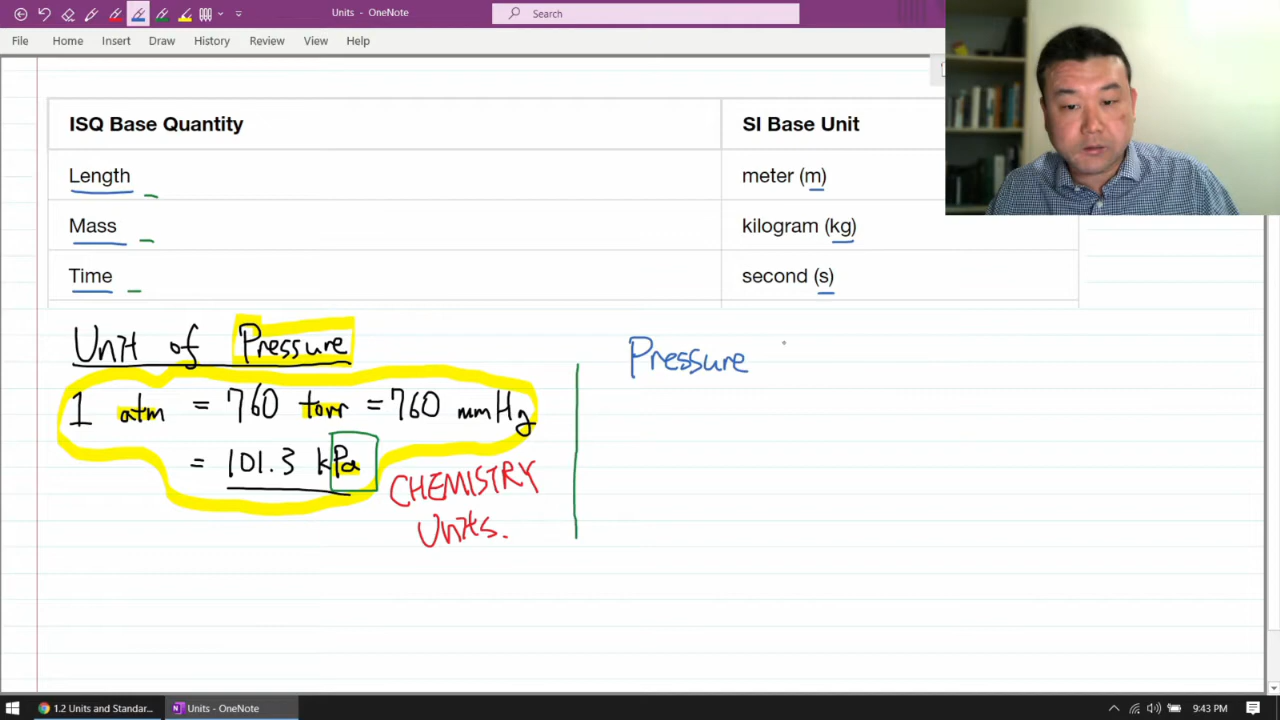 Units - OneNote
Search
File Home Insert Draw History Review View Help
ISQ Base Quantity SI Base Unit
Length meter (m)
Mass kilogram (kg)
Time second (s)
Unit of Pressure
Pressure
1 atm = 760 torr = 760 mmHg
= 101.3 kPa
CHEMISTRY
Units.
1.2 Units and Standar... Units - OneNote 9:43 PM